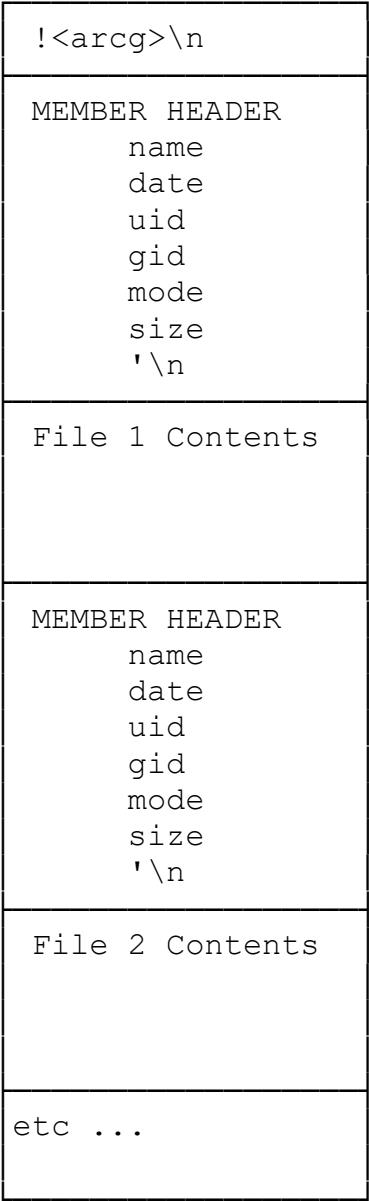 !<arcg>\n
MEMBER HEADER
name
date
uid
gid
mode
size
'\n
File 1 Contents
MEMBER HEADER
name
date
uid
gid
mode
size
'\n
File 2 Contents
etc ...